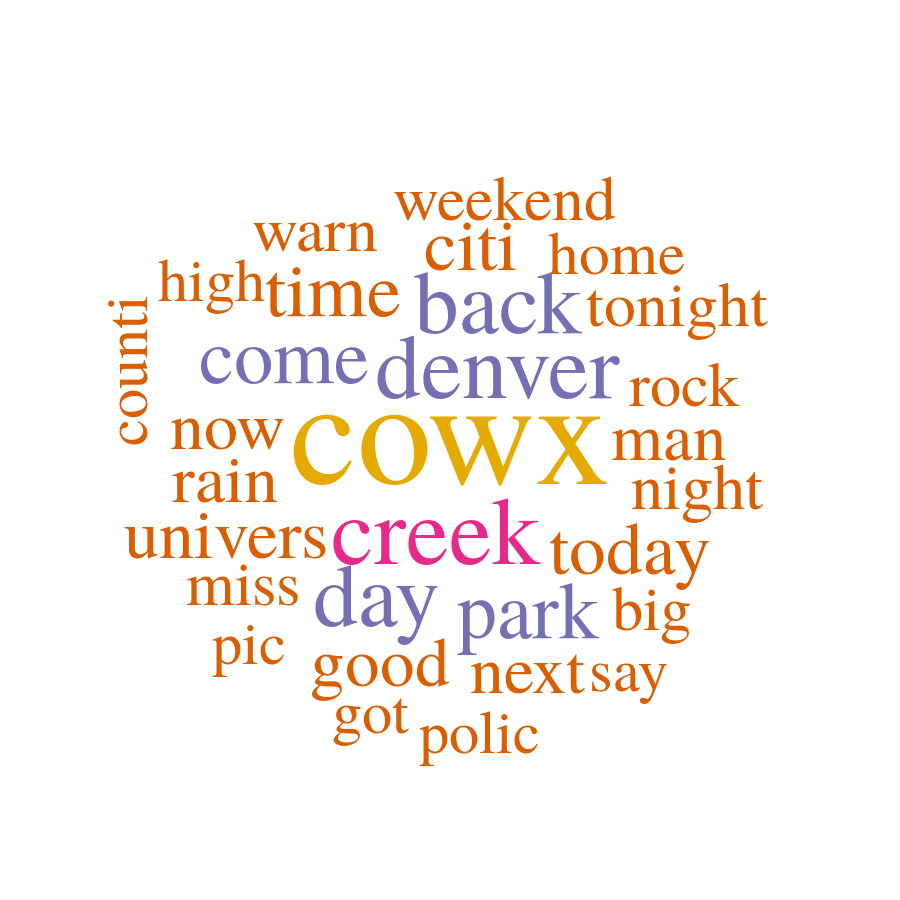 weekend
warn
citi
home
high
time
back
tonight
counti
come
denver
rock
now
cowx
man
rain
night
univers
creek
today
miss
day
park
big
pic
good
next
say
got
polic